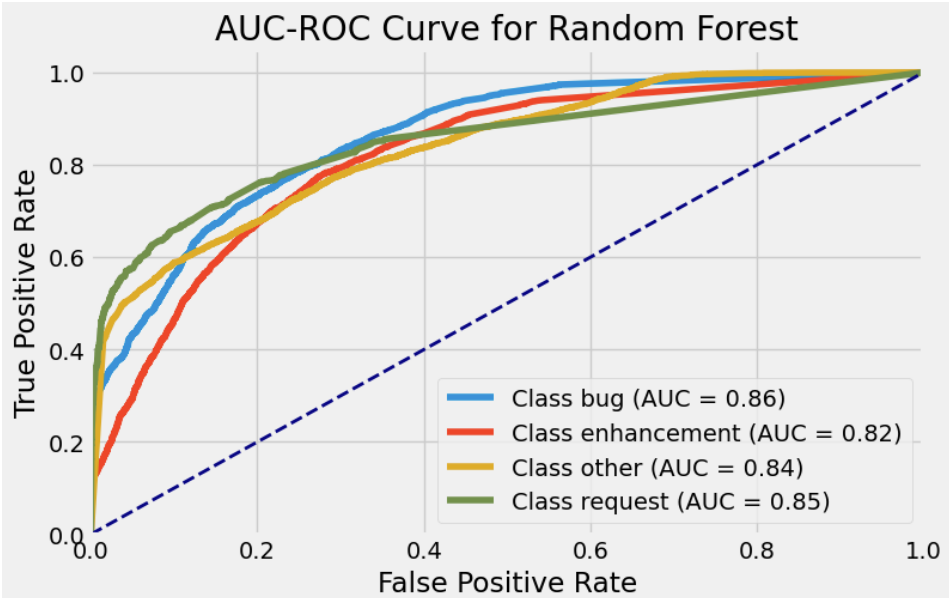 AUC-ROC Curve for Random Forest
True Positive Rate
1.0
0.8
0.6
0.4
0.2
0.0
Class bug (AUC = 0.86)
Class enhancement (AUC = 0.82)
Class other (AUC = 0.84)
Class request (AUC = 0.85)
0.0 0.2 0.4 0.6 0.8 1.0
False Positive Rate